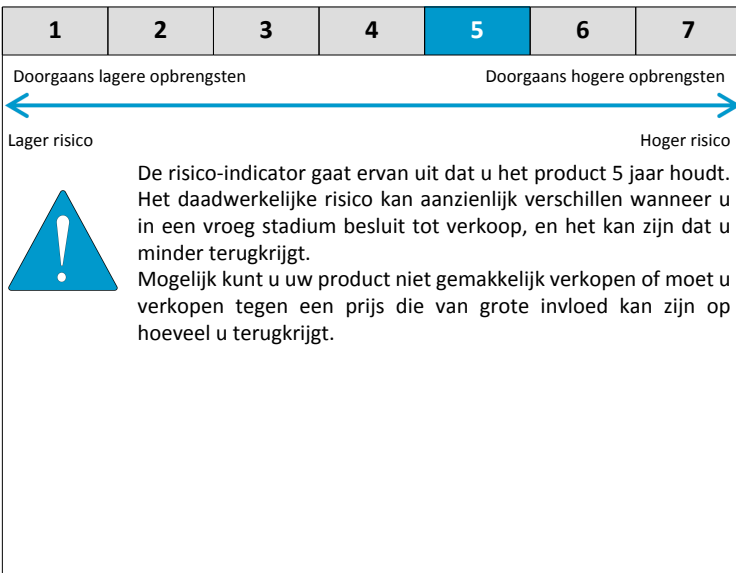 1 2 3 4 5 6 7
Doorgaans lagere opbrengsten Doorgaans hogere opbrengsten
Lager risico Hoger risico
De risico-indicator gaat ervan uit dat u het product 5 jaar houdt.
Het daadwerkelijke risico kan aanzienlijk verschillen wanneer u
in een vroeg stadium besluit tot verkoop, en het kan zijn dat u
minder terugkrijgt.
Mogelijk kunt u uw product niet gemakkelijk verkopen of moet u
verkopen tegen een prijs die van grote invloed kan zijn op
hoeveel u terugkrijgt.